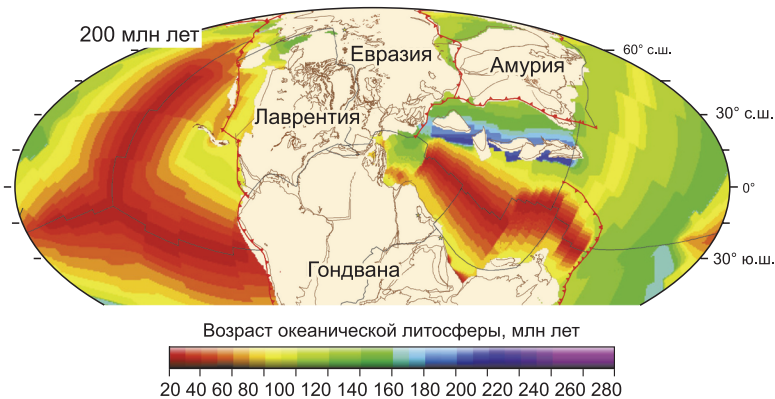 200 млн лет
Евразия
Амурия
60° с.ш.
Лаврентия
30° с.ш.
0°
Гондвана
30° ю.ш.
Возраст океанической литосферы, млн лет
20 40 60 80 100 120 140 160 180 200 220 240 260 280